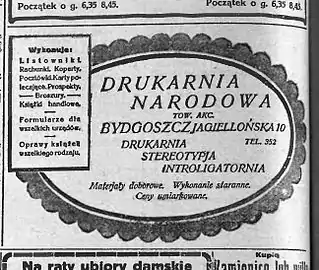 Początek o g. 6,35 8,45.
Początek o g. 6,35 8,45.
Wykonuje:
Listowniki,
Rachunki, Koperty,
Pocztówki, Karty po-
lecające, Prospekty,
Broszury.
Książki handlowe,
Formularze dla
wszelkich urzędów.
Oprawy książek
wszelkiego rodzaju.
DRUKARNIA
NARODOWA
TOW. AKC.
BYDGOSZCZ, JAGIELLOŃSKA 10
DRUKARNIA TEL. 352
STEREOTYPJA
INTROLIGATORNIA
Materjały doborowe. Wykonanie staranne.
Ceny umiarkowane.
Na raty ubiory damskie
Kupię
Kamienicę lub